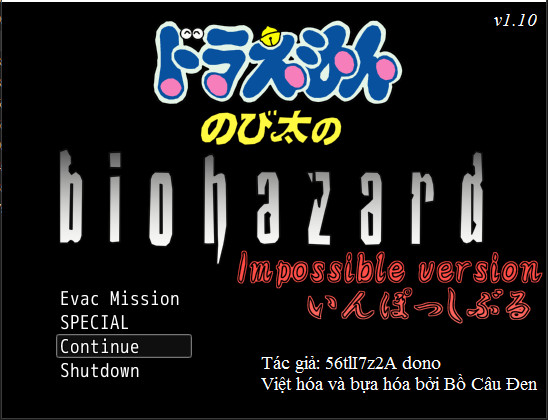 v1.10
ドラえもん
のび太の
biohazard
Impossible version
いんぽっしぶる
Evac Mission
SPECIAL
Continue
Shutdown
Tác giả: 56tlI7z2A dono
Việt hóa và bựa hóa bởi Bồ Câu Đen